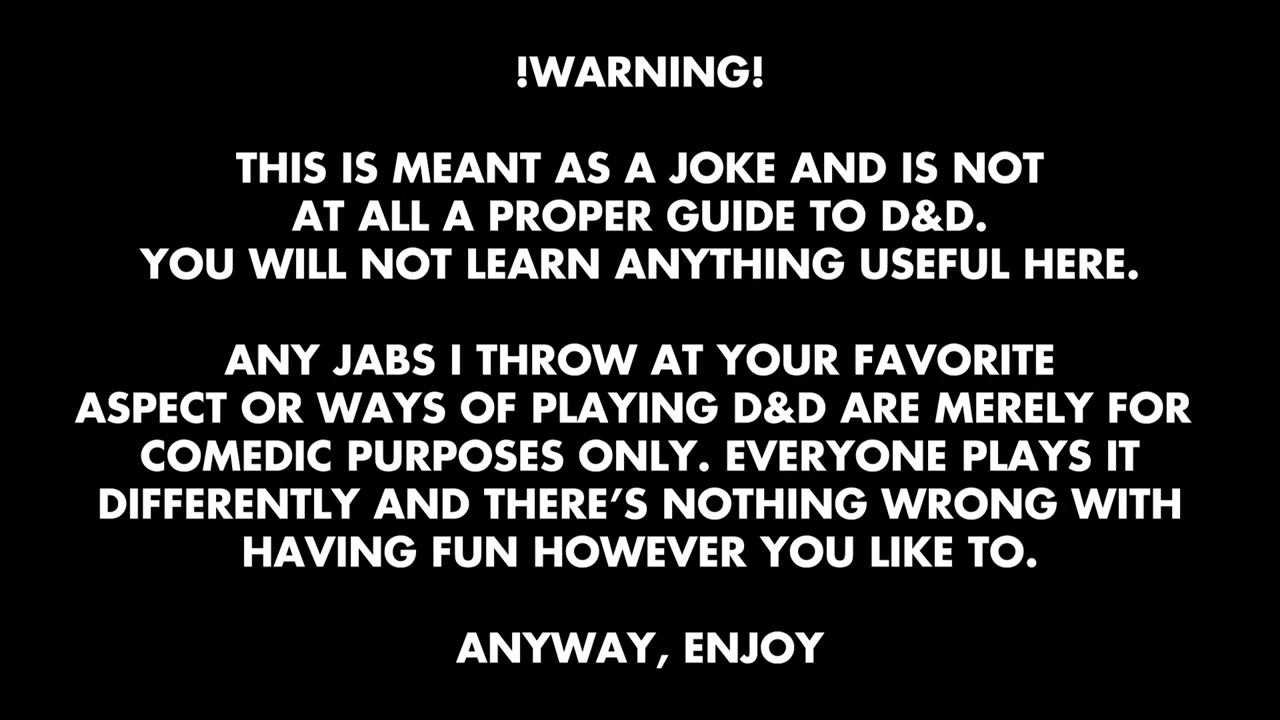 !WARNING!
THIS IS MEANT AS A JOKE AND IS NOT
AT ALL A PROPER GUIDE TO D&D.
YOU WILL NOT LEARN ANYTHING USEFUL HERE.
ANY JABS I THROW AT YOUR FAVORITE
ASPECT OR WAYS OF PLAYING D&D ARE MERELY FOR
COMEDIC PURPOSES ONLY. EVERYONE PLAYS IT
DIFFERENTLY AND THERE’S NOTHING WRONG WITH
HAVING FUN HOWEVER YOU LIKE TO.
ANYWAY, ENJOY